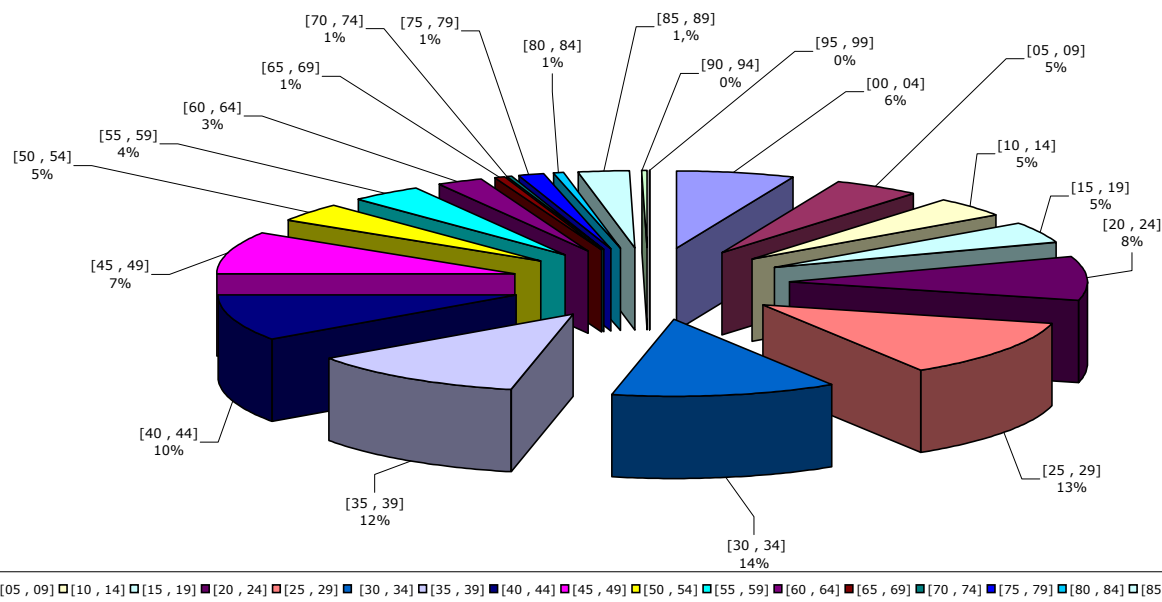 [70 , 74]
1%
[75 , 79]
1%
[80 , 84]
1%
[85 , 89]
1,%
[90 , 94]
0%
[95 , 99]
0%
[00 , 04]
6%
[05 , 09]
5%
[65 , 69]
1%
[60 , 64]
3%
[55 , 59]
4%
[50 , 54]
5%
[10 , 14]
5%
[15 , 19]
5%
[20 , 24]
8%
[45 , 49]
7%
[40 , 44]
10%
[35 , 39]
12%
[30 , 34]
14%
[25 , 29]
13%
[05 , 09] [10 , 14] [15 , 19] [20 , 24] [25 , 29] [30 , 34] [35 , 39] [40 , 44] [45 , 49] [50 , 54] [55 , 59] [60 , 64] [65 , 69] [70 , 74] [75 , 79] [80 , 84] [85